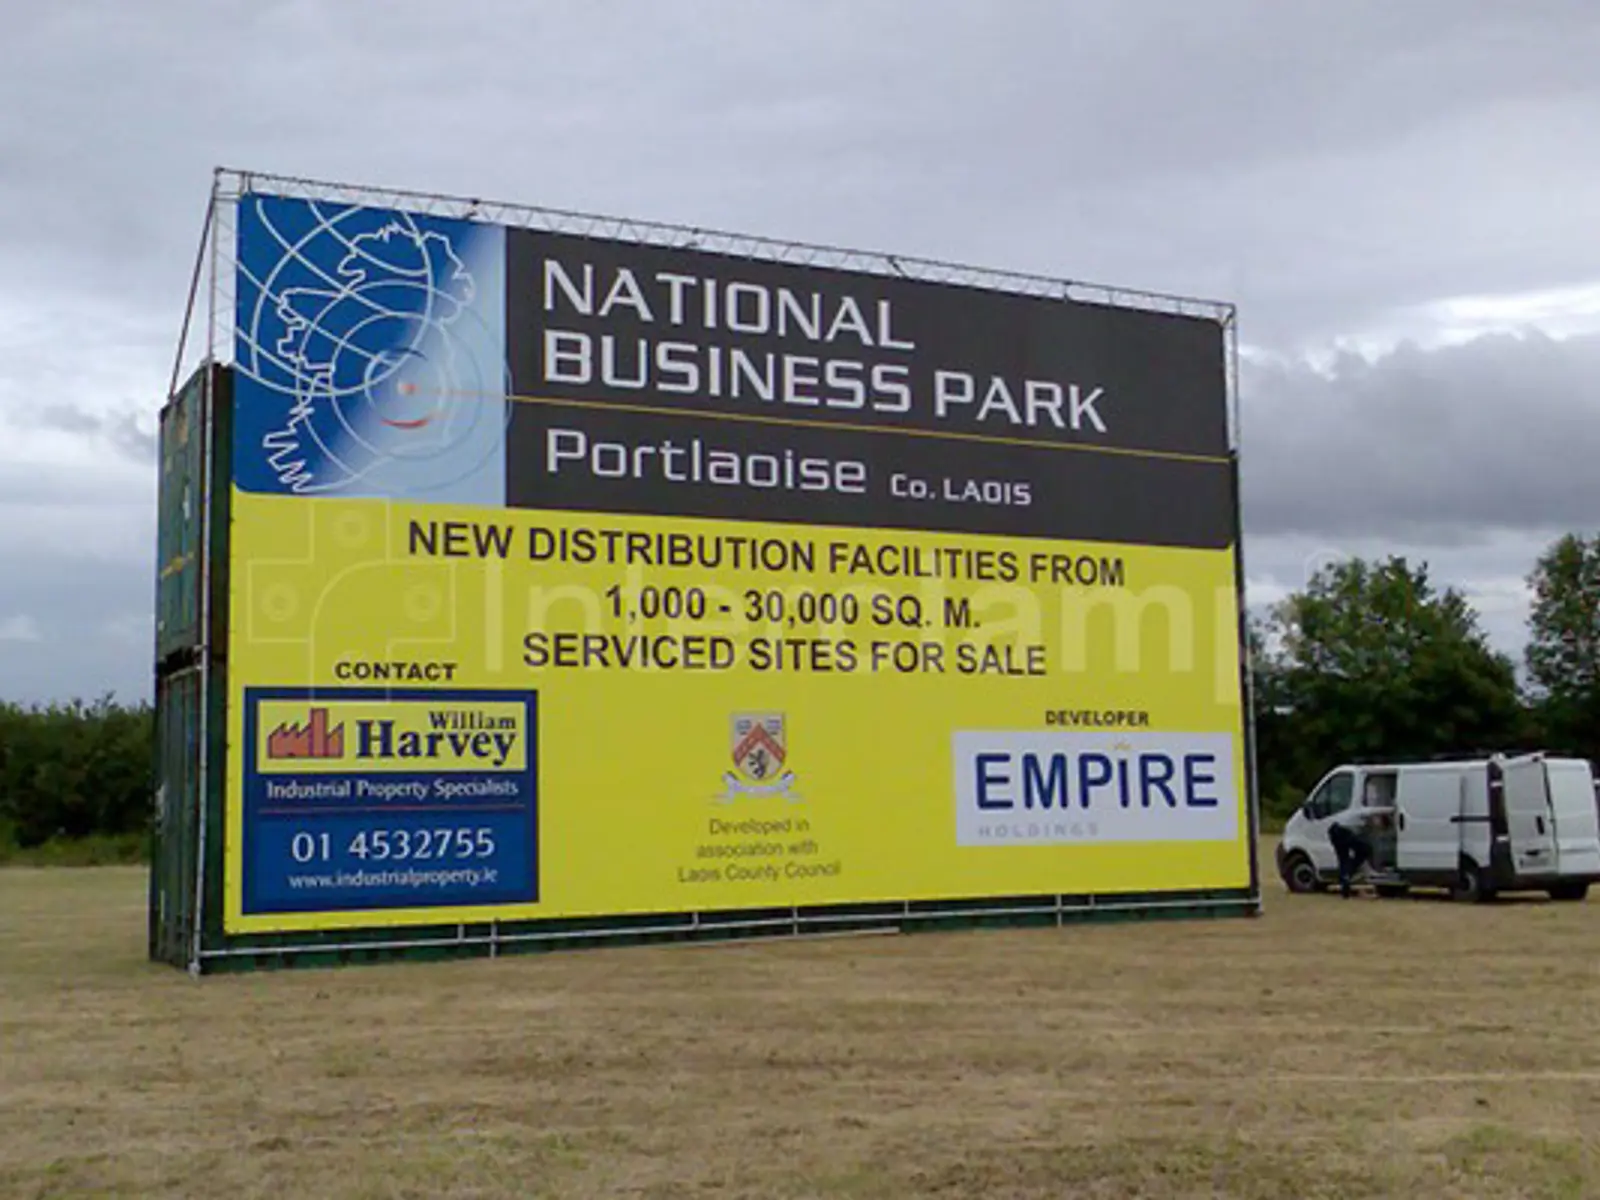 NATIONAL
BUSINESS PARK
Portlaoise Co. LAOIS
NEW DISTRIBUTION FACILITIES FROM
1,000 - 30,000 SQ. M.
SERVICED SITES FOR SALE
CONTACT
William
Harvey
Industrial Property Specialists
01 4532755
www.industrialproperty.ie
Developed in
association with
Laois County Council
DEVELOPER
EMPiRE
HOLDINGS
Interclamp